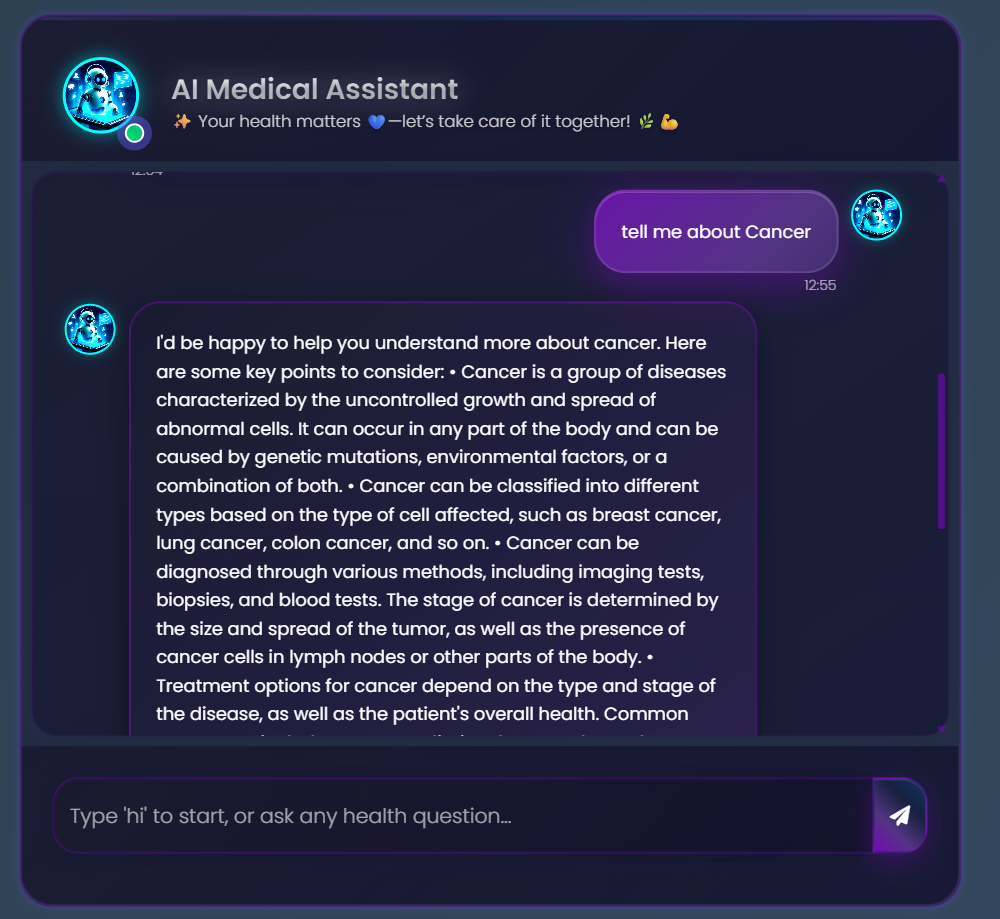 AI Medical Assistant
✨ Your health matters 💙—let's take care of it together! 🌿 💪
tell me about Cancer
12:55
I'd be happy to help you understand more about cancer. Here
are some key points to consider: • Cancer is a group of diseases
characterized by the uncontrolled growth and spread of
abnormal cells. It can occur in any part of the body and can be
caused by genetic mutations, environmental factors, or a
combination of both. • Cancer can be classified into different
types based on the type of cell affected, such as breast cancer,
lung cancer, colon cancer, and so on. • Cancer can be
diagnosed through various methods, including imaging tests,
biopsies, and blood tests. The stage of cancer is determined by
the size and spread of the tumor, as well as the presence of
cancer cells in lymph nodes or other parts of the body. •
Treatment options for cancer depend on the type and stage of
the disease, as well as the patient's overall health. Common
Type 'hi' to start, or ask any health question...